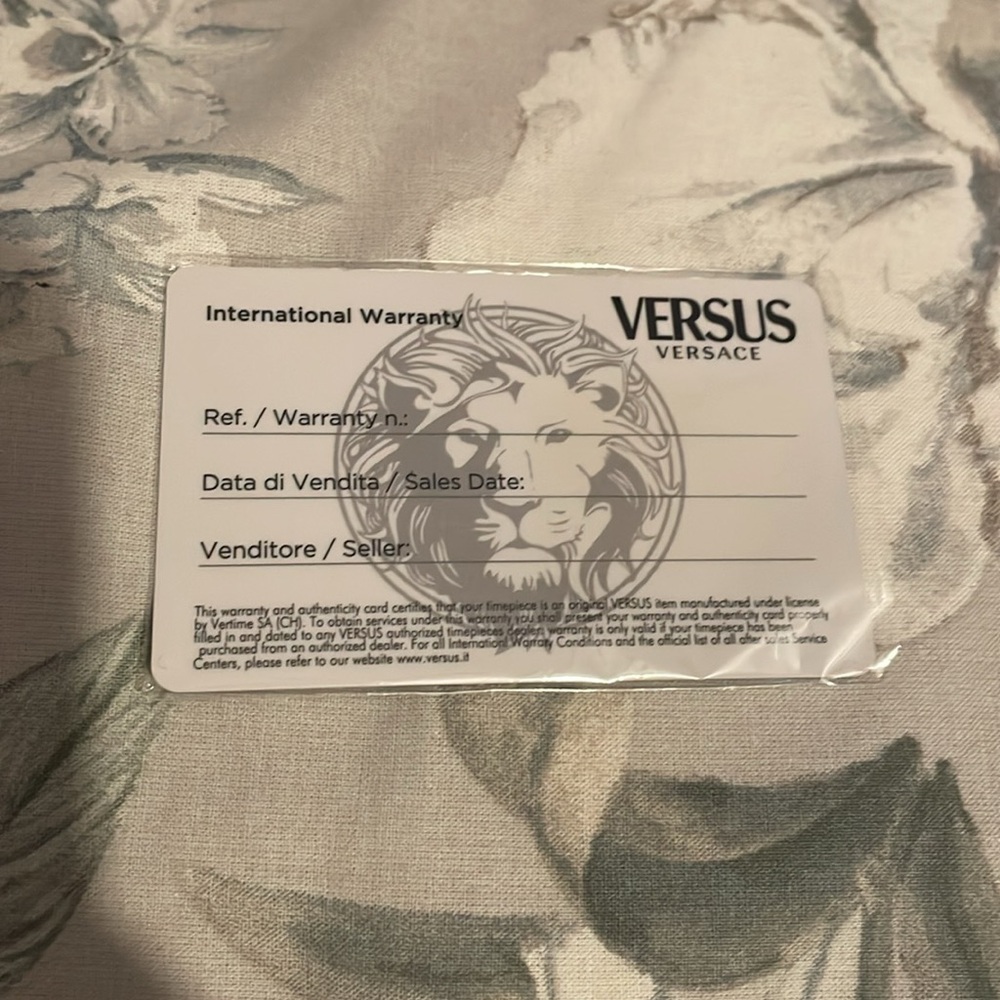 International Warranty
VERSUS
VERSACE
Ref. / Warranty n.:
Data di Vendita / Sales Date:
Venditore / Seller:
This warranty and authenticity card certifies that your timepiece is an original VERSUS item manufactured under license
by Vertime SA (CH). To obtain services under this warranty you shall present your warranty and authenticity card properly
filled in and dated to any VERSUS authorized timepieces dealer; warranty is only valid if your timepiece has been
purchased from an authorized dealer. For all Internationl Warraty Conditions and the official list of all after sales Service
Centers, please refer to our website www.versus.it